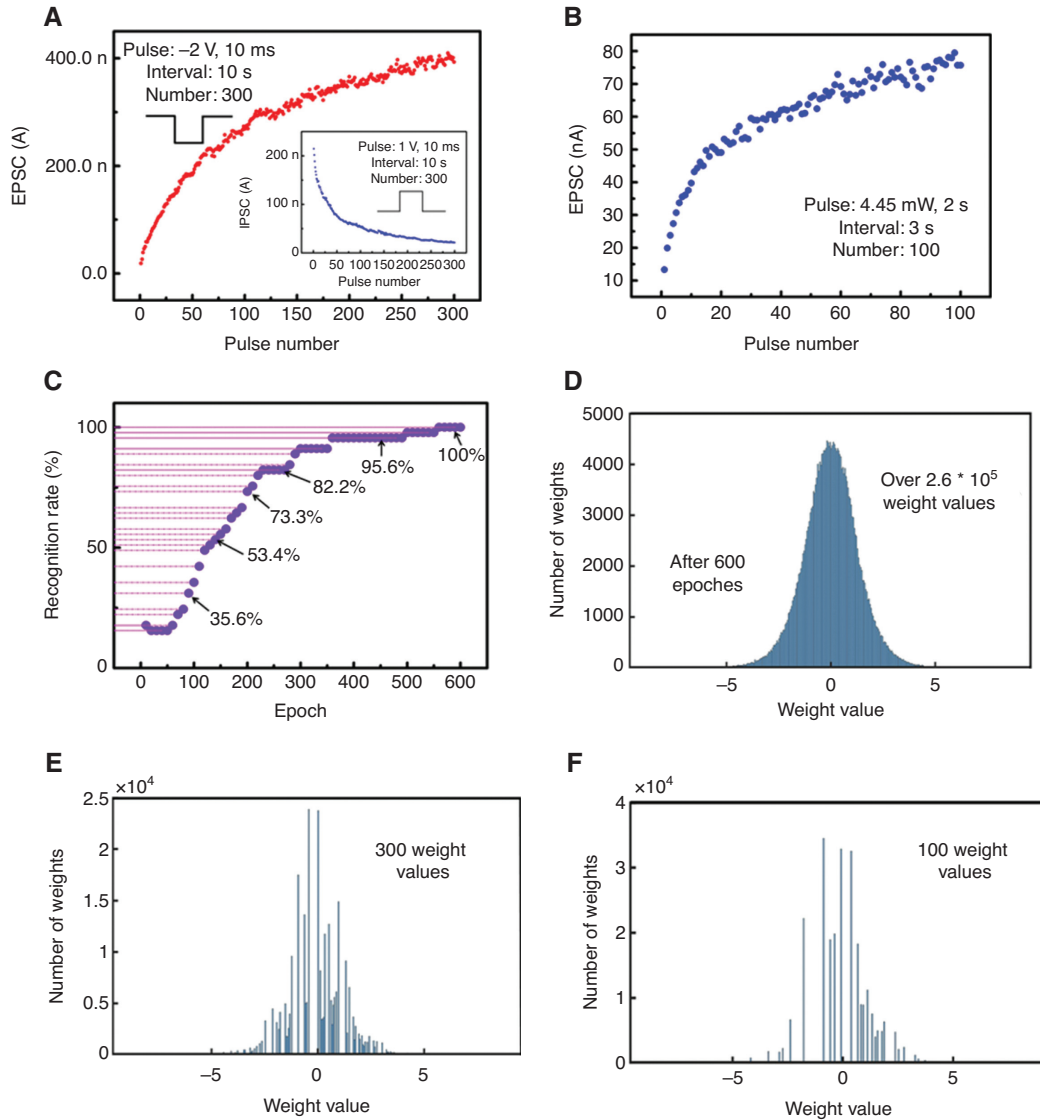 A
Pulse: –2 V, 10 ms
Interval: 10 s
Number: 300
EPSC (A)
400.0 n
200.0 n
0.0
0
50
100
150
200
250
300
Pulse number
Pulse: 1 V, 10 ms
Interval: 10 s
Number: 300
IPSC (A)
200 n
100 n
0
0
50
100
150
200
250
300
Pulse number
B
EPSC (nA)
80
70
60
50
40
30
20
10
Pulse: 4.45 mW, 2 s
Interval: 3 s
Number: 100
0
20
40
60
80
100
Pulse number
C
Recognition rate (%)
100
50
0
100%
95.6%
82.2%
73.3%
53.4%
35.6%
0
100
200
300
400
500
600
Epoch
D
Number of weights
5000
4000
3000
2000
1000
0
Over 2.6 * 10⁵
weight values
After 600
epoches
–5
0
5
Weight value
E
×10⁴
Number of weights
2.5
2
1.5
1
0.5
0
300 weight
values
–5
0
5
Weight value
F
×10⁴
Number of weights
4
3
2
1
0
100 weight
values
–5
0
5
Weight value